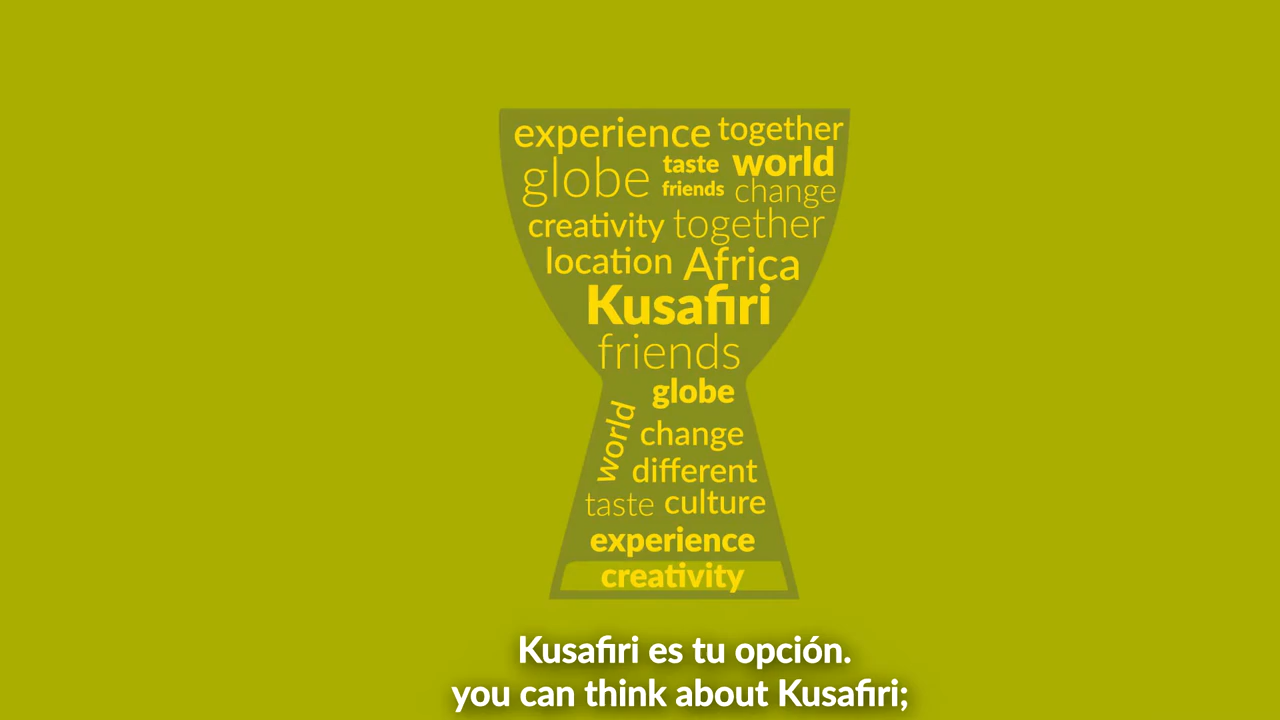 experience together
globe taste world
friends change
creativity together
location Africa
Kusafiri
friends
globe
world change
different
taste culture
experience
creativity
Kusafiri es tu opción.
you can think about Kusafiri;